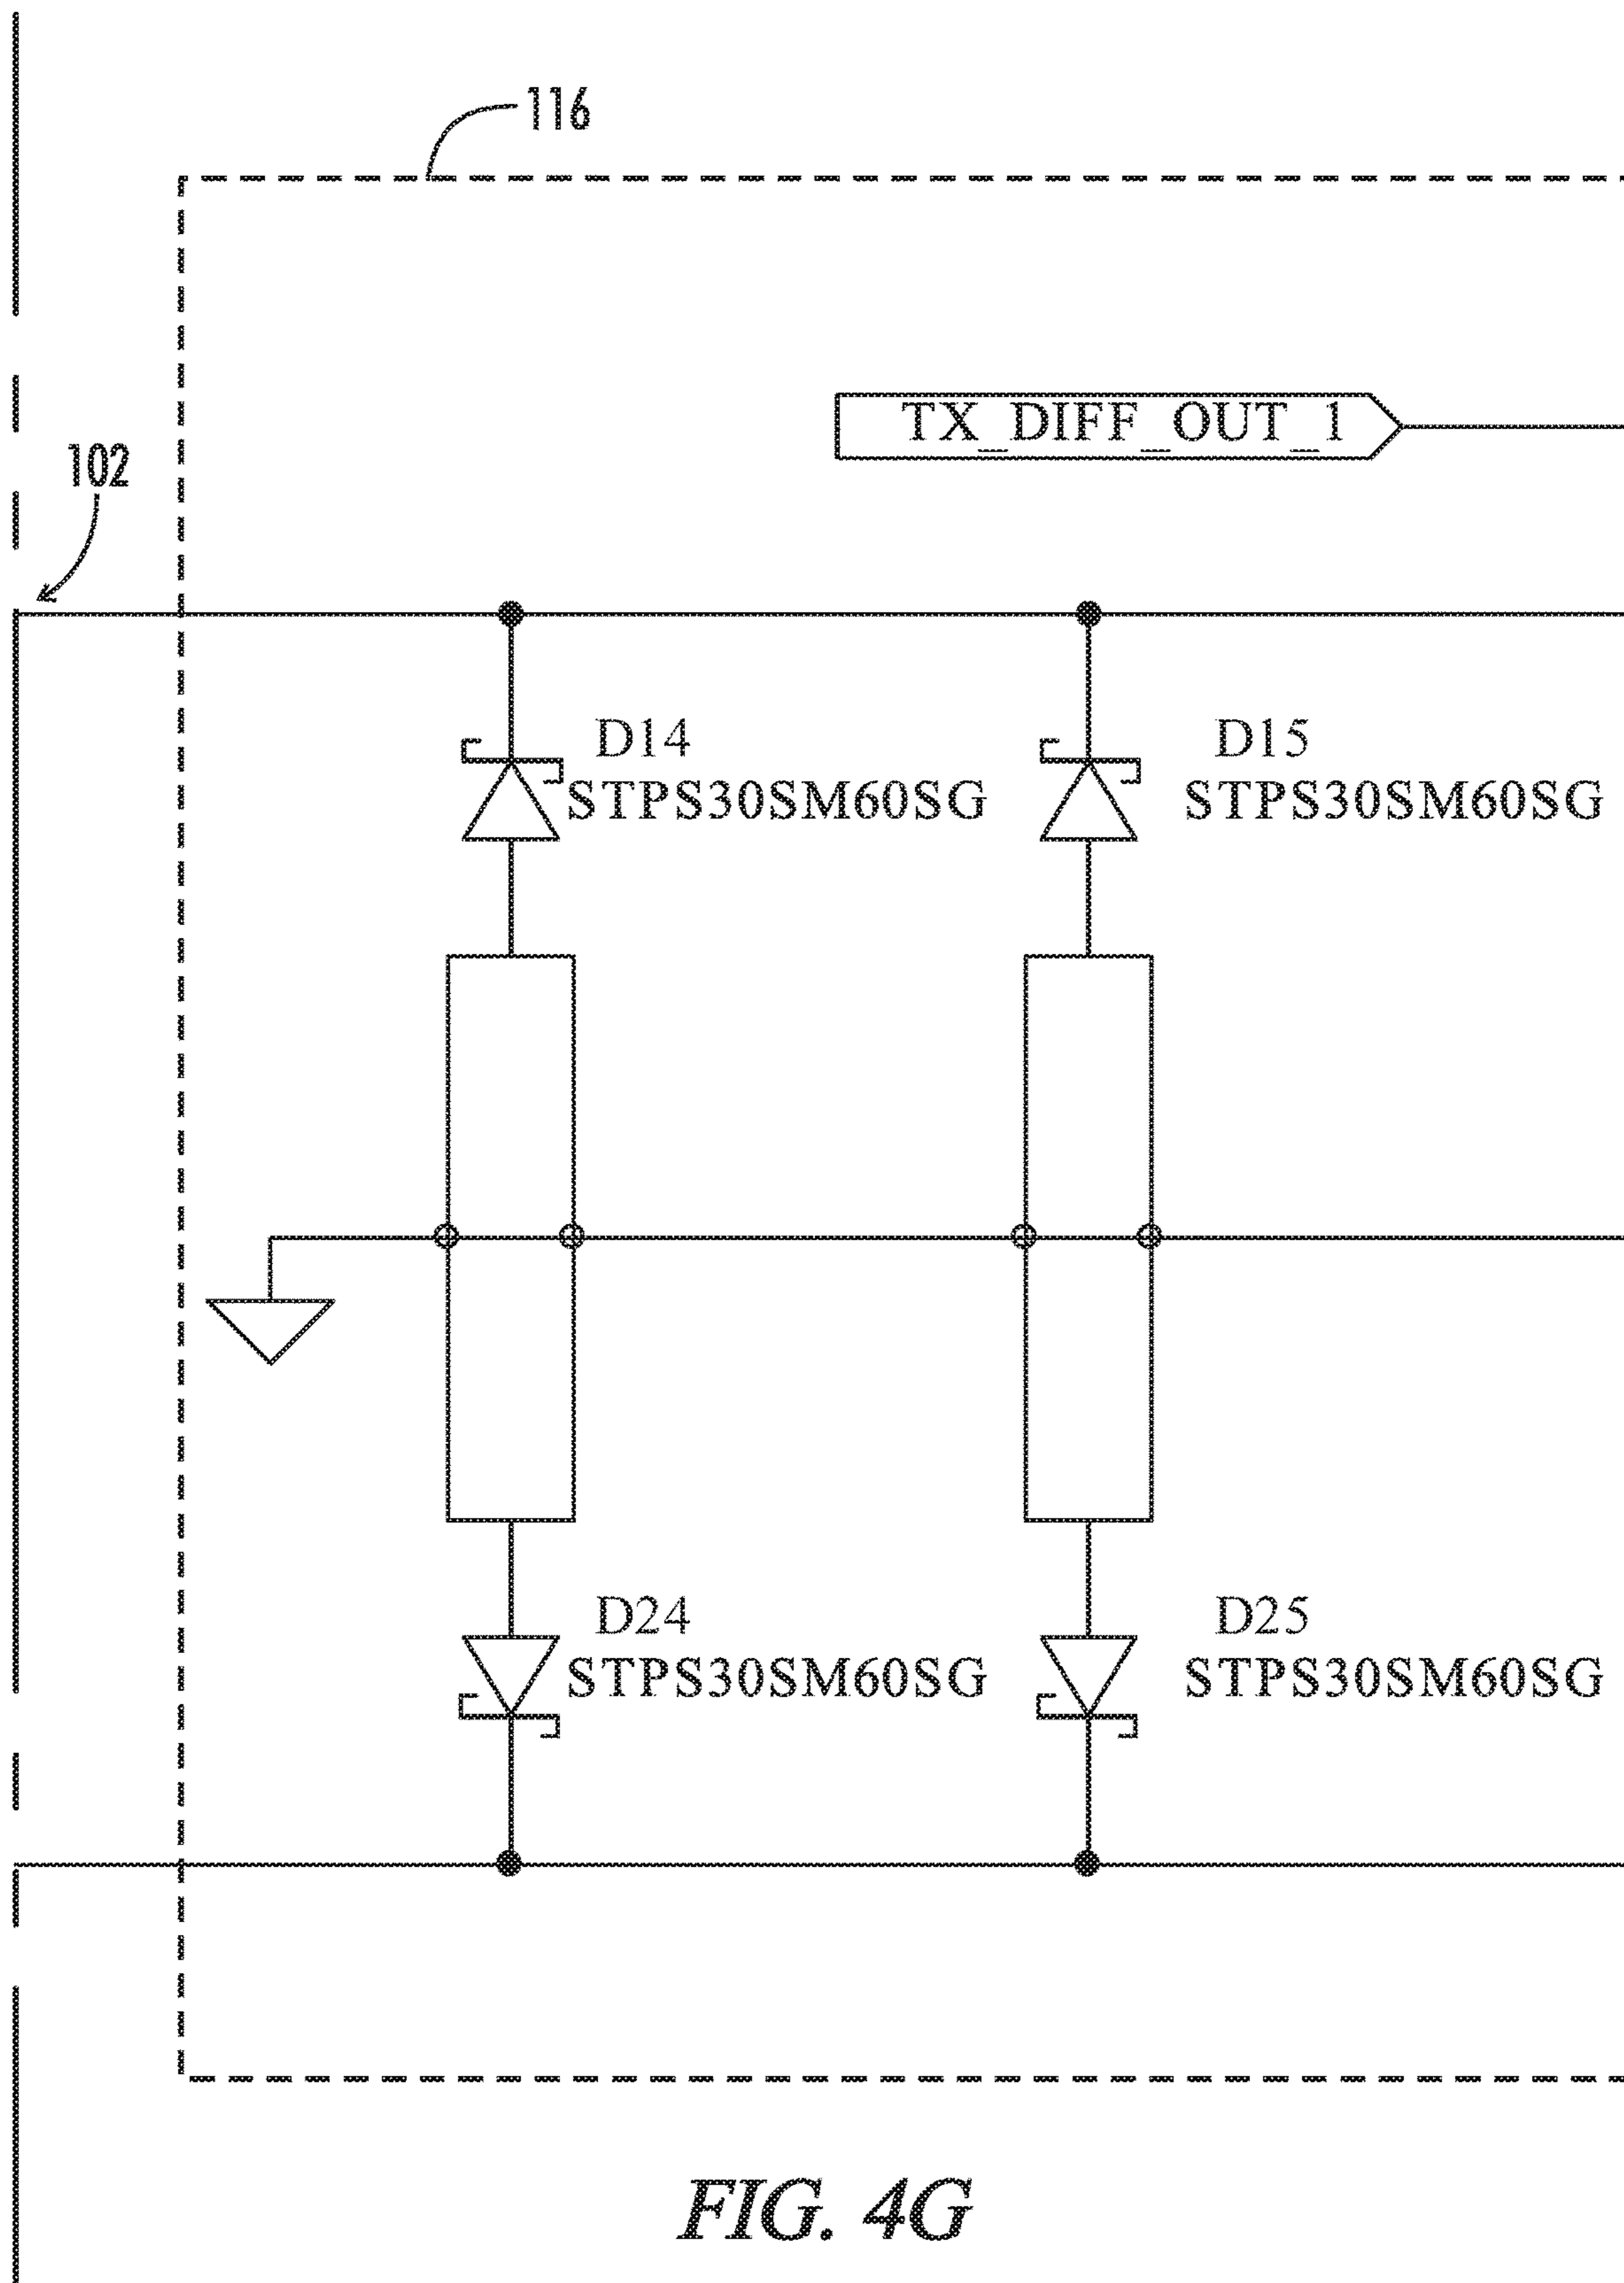 116
TX_DIFF_OUT_1
102
D14
STPS30SM60SG
D15
STPS30SM60SG
D24
STPS30SM60SG
D25
STPS30SM60SG
FIG. 4G